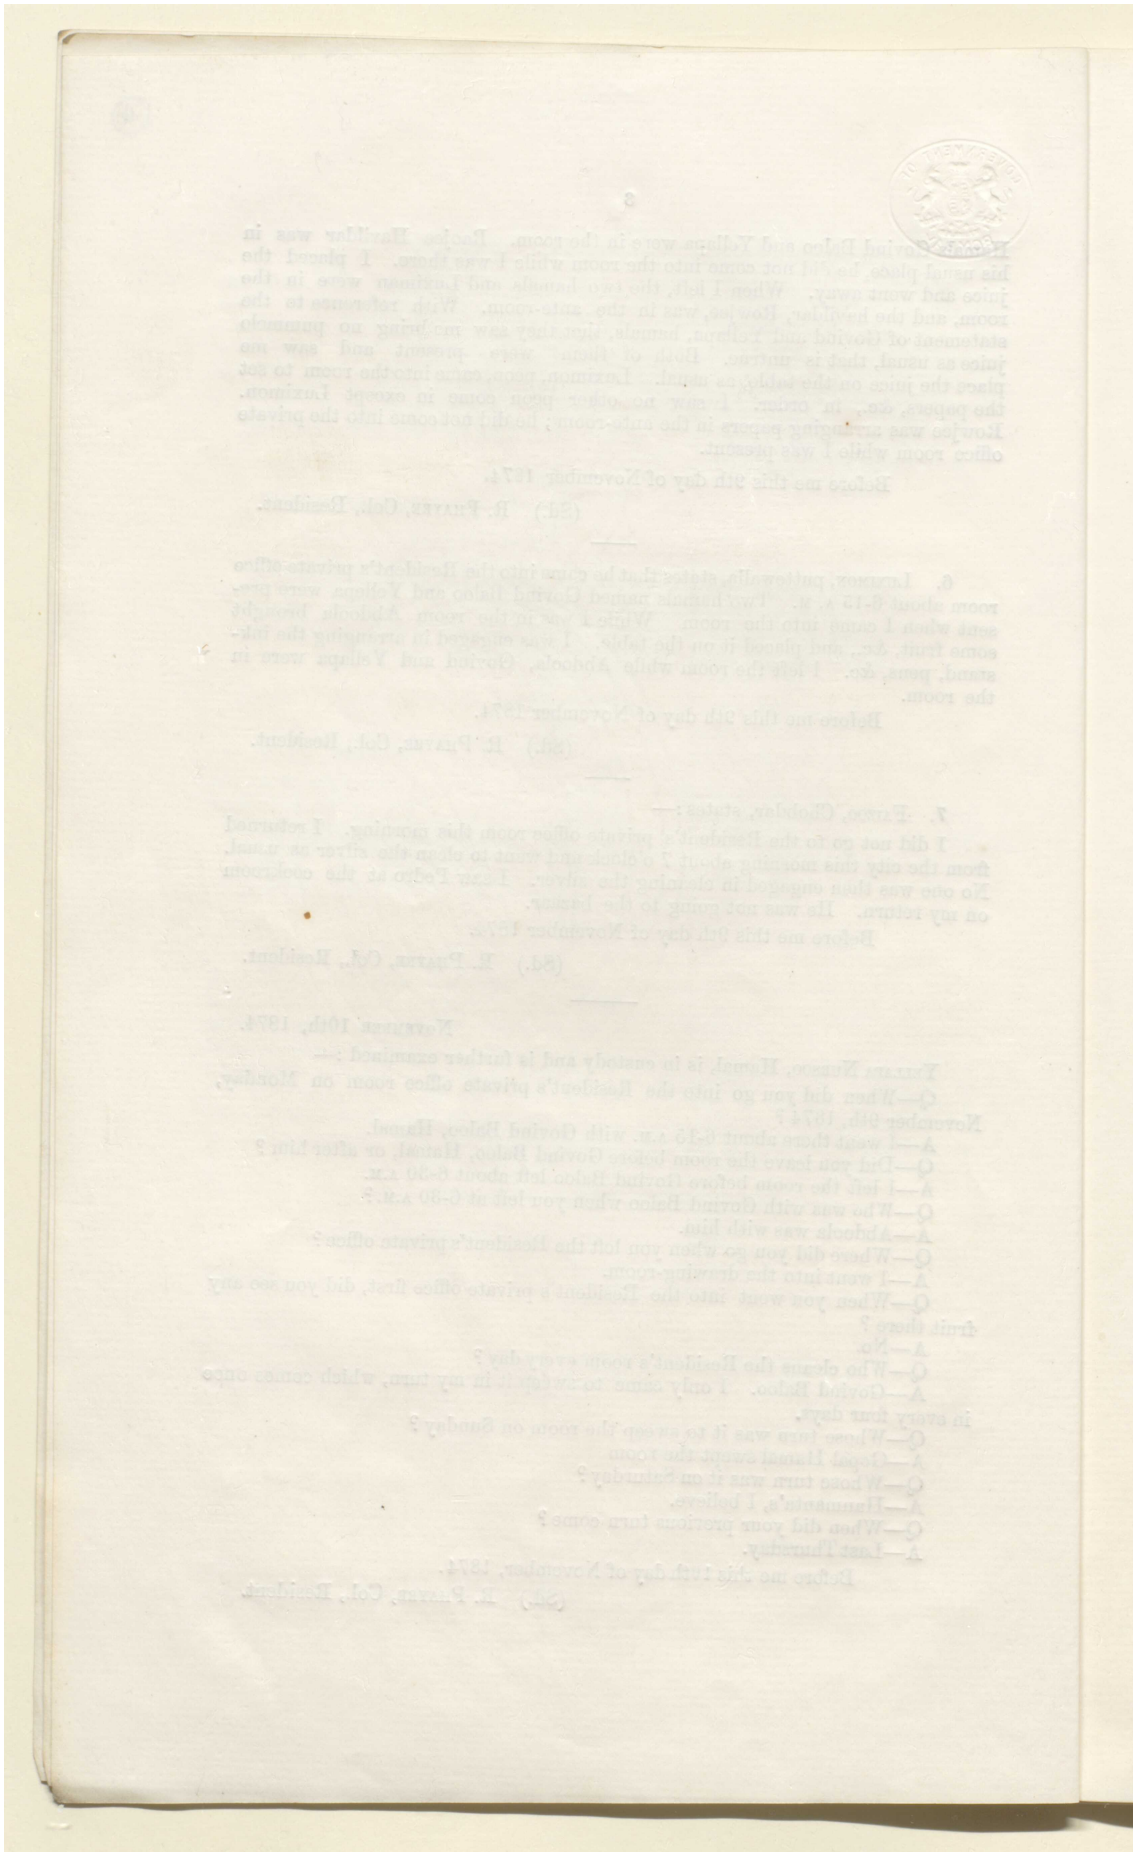 3
Hamals Govind Baloo and Yellapa were in the room. Roojee Havildar was in
his usual place, he did not come into the room while I was there. I placed the
juice and went away. When I left, the two hamals and Luximon were in the
room, and the havildar, Rowjee, was in the ante-room. With reference to the
statement of Govind and Yellapa, hamals, that they saw me bring no pummelo
juice as usual, that is untrue. Both of them were present and saw me
place the juice on the table, as usual. Luximon, peon, came into the room to set
the papers, &c., in order. I saw no other peon come in except Luximon.
Rowjee was arranging papers in the ante-room; he did not come into the private
office room while I was present.
Before me this 9th day of November 1874.
(Sd.) R. PHAYRE, Col., Resident.
6. LUXIMON, puttewalla, states that he came into the Resident's private office
room about 6-15 A. M. Two hamals named Govind Baloo and Yellapa were pre-
sent when I came into the room. While I was in the room Abdoola brought
some fruit, &c., and placed it on the table. I was engaged in arranging the ink-
stand, pens, &c. I left the room while Abdoola, Govind and Yellapa were in
the room.
Before me this 9th day of November 1874.
(Sd.) R. PHAYRE, Col., Resident.
7. Chobdar, states:—
I did not go to the Resident's private office room this morning. I returned
from the city this morning about 7 o'clock and went to clean the silver as usual.
No one was then engaged in cleaning the silver. I saw Pedro at the cookroom
on my return. He was not going to the bazar.
Before me this 9th day of November 1874.
(Sd.) R. PHAYRE, Col., Resident.
NOVEMBER 10th, 1874.
YELLAPA NURSOO, Hamal, is in custody and is further examined:—
Q—When did you go into the Resident's private office room on Monday,
November 9th, 1874?
A—I went there about 6-15 A.M. with Govind Baloo, Hamal.
Q—Did you leave the room before Govind Baloo, Hamal, or after him?
A—I left the room before Govind Baloo left about 6-30 A.M.
Q—Who was with Govind Baloo when you left at 6-30 A.M.?
A—Abdoola was with him.
Q—Where did you go when you left the Resident's private office?
A—I went into the drawing-room.
Q—When you went into the Resident's private office first, did you see any
fruit there?
A—No.
Q—Who cleans the Resident's room every day?
A—Govind Baloo. I only came to sweep it in my turn, which comes once
in every four days.
Q—Whose turn was it to sweep the room on Sunday?
A—Gopal Hamal swept the room
Q—Whose turn was it on Saturday?
A—Hanmanta's, I believe.
Q—When did your previous turn come?
A—Last Thursday.
Before me this 10th day of November, 1874.
(Sd.) R. PHAYRE, Col., Resident.
GOVERNMENT OF